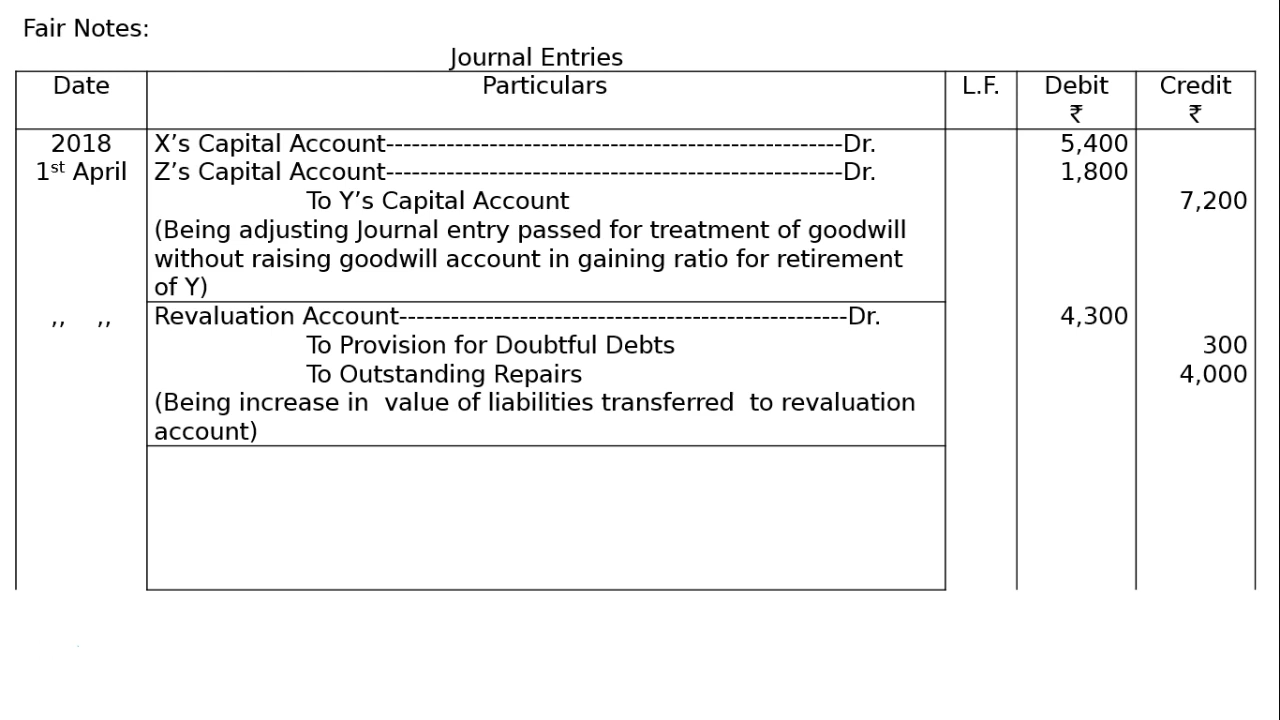 Fair Notes:
Journal Entries
Date Particulars L.F. Debit Credit
₹ ₹
2018 X’s Capital Account-----------------------------------------------------Dr. 5,400
1st April Z’s Capital Account-----------------------------------------------------Dr. 1,800
To Y’s Capital Account 7,200
(Being adjusting Journal entry passed for treatment of goodwill
without raising goodwill account in gaining ratio for retirement
of Y)
,, ,, Revaluation Account----------------------------------------------------Dr. 4,300
To Provision for Doubtful Debts 300
To Outstanding Repairs 4,000
(Being increase in  value of liabilities transferred  to revaluation
account)